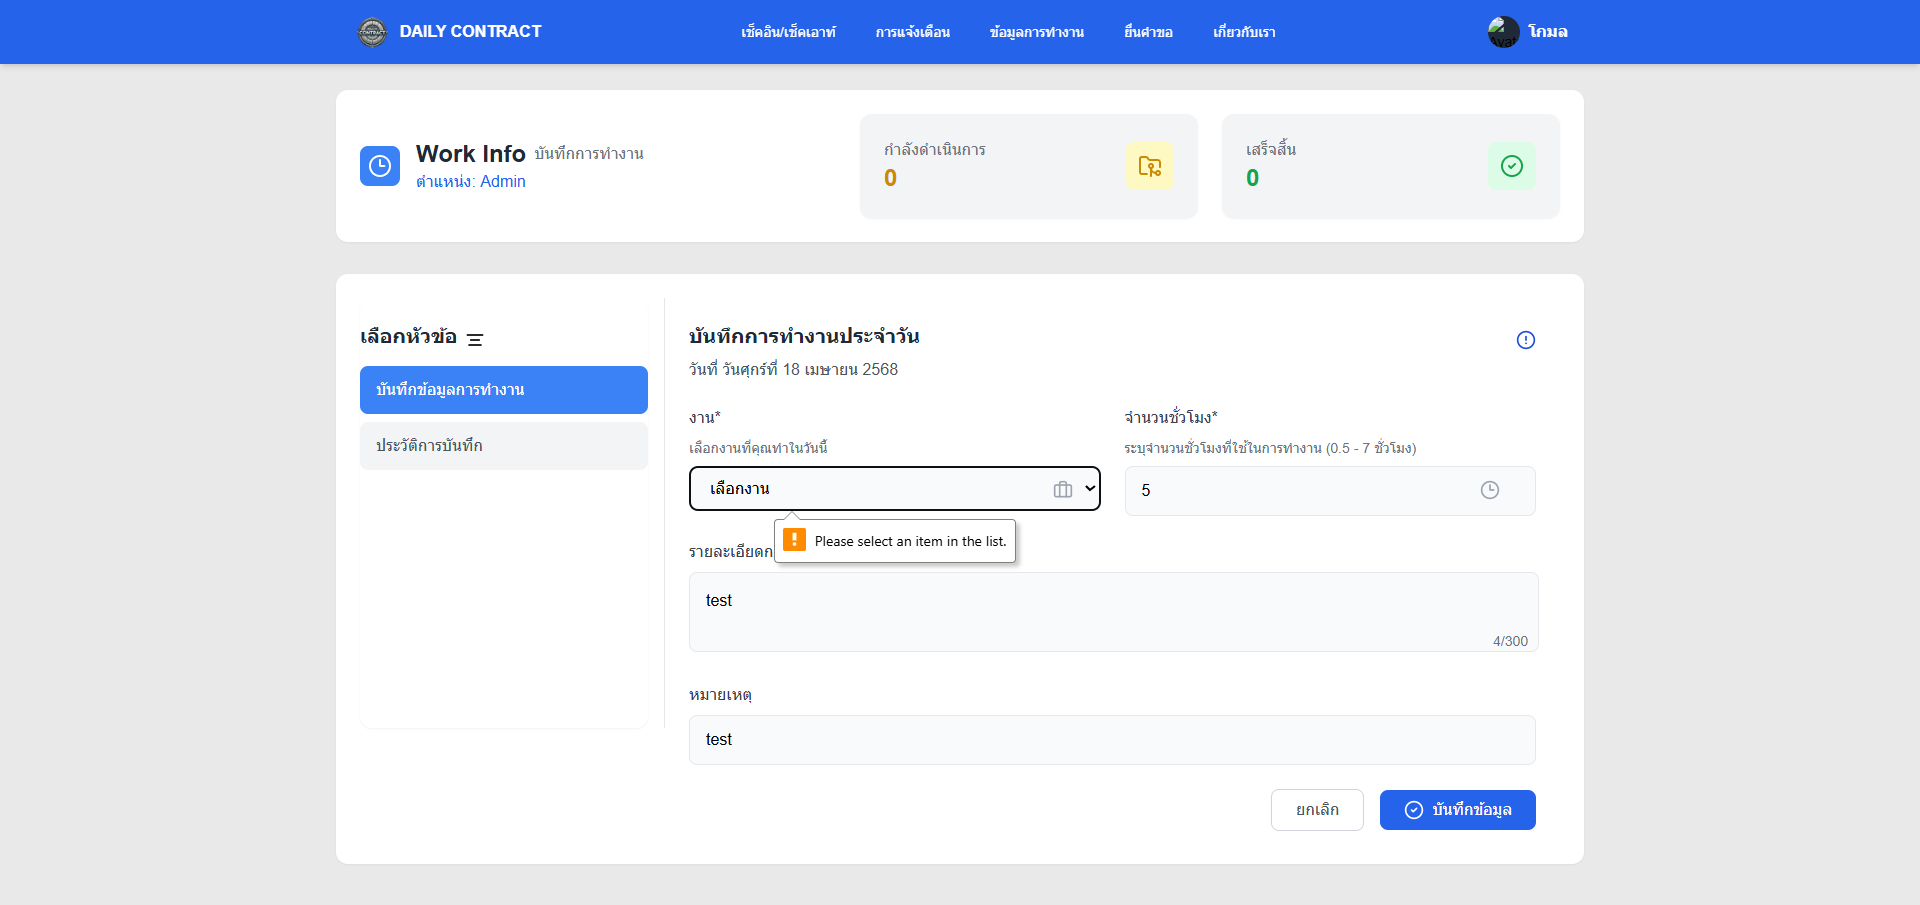 DAILY CONTRACT
เช็คอิน/เช็คเอาท์
การแจ้งเตือน
ข้อมูลการทำงาน
ยื่นคำขอ
เกี่ยวกับเรา
โกมล
Work Info บันทึกการทำงาน
ตำแหน่ง: Admin
กำลังดำเนินการ
0
เสร็จสิ้น
0
เลือกหัวข้อ
บันทึกข้อมูลการทำงาน
ประวัติการบันทึก
บันทึกการทำงานประจำวัน
วันที่ วันศุกร์ที่ 18 เมษายน 2568
งาน*
เลือกงานที่คุณทำในวันนี้
เลือกงาน
จำนวนชั่วโมง*
ระบุจำนวนชั่วโมงที่ใช้ในการทำงาน (0.5 - 7 ชั่วโมง)
5
Please select an item in the list.
รายละเอียดก
test
4/300
หมายเหตุ
test
ยกเลิก
บันทึกข้อมูล